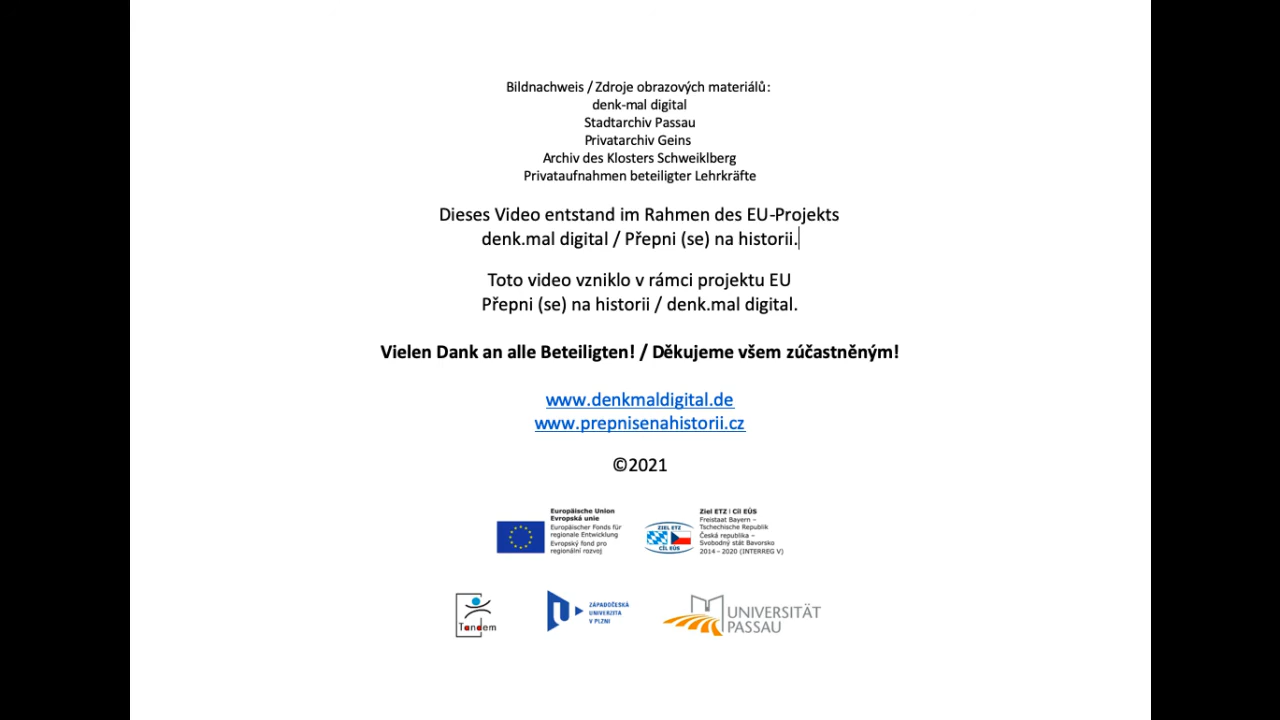 Bildnachweis / Zdroje obrazových materiálů:
denk-mal digital
Stadtarchiv Passau
Privatarchiv Geins
Archiv des Klosters Schweiklberg
Privataufnahmen beteiligter Lehrkräfte
Dieses Video entstand im Rahmen des EU-Projekts
denk.mal digital / Přepni (se) na historii.
Toto video vzniklo v rámci projektu EU
Přepni (se) na historii / denk.mal digital.
Vielen Dank an alle Beteiligten! / Děkujeme všem zúčastněným!
www.denkmaldigital.de
www.prepnisenahistorii.cz
©2021
Europäische Union
Evropská unie
Europäischer Fonds für
regionale Entwicklung
Evropský fond pro
regionální rozvoj
ZIEL ETZ
CÍL EÚS
Ziel ETZ | Cíl EÚS
Freistaat Bayern –
Tschechische Republik
Česká republika –
Svobodný stát Bavorsko
2014 – 2020 (INTERREG V)
Tandem
ZÁPADOČESKÁ
UNIVERZITA
V PLZNI
UNIVERSITÄT
PASSAU